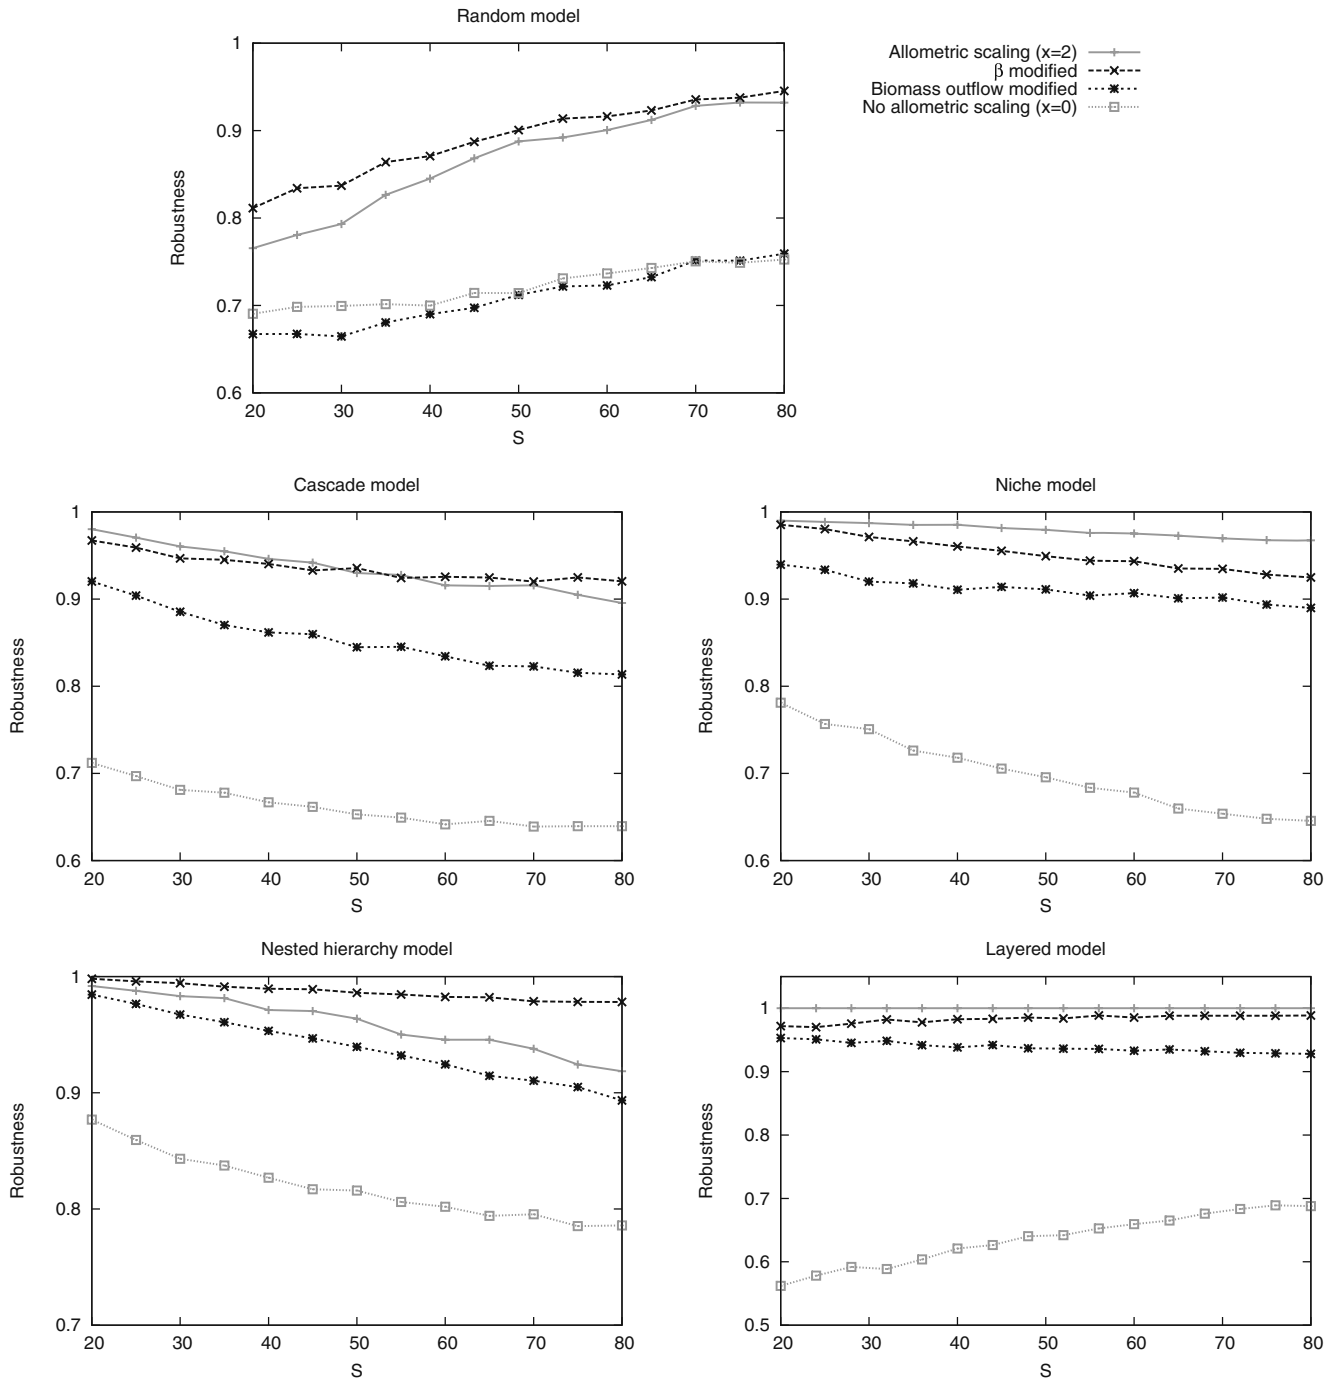 Random model
Allometric scaling (x=2)
β modified
Biomass outflow modified
No allometric scaling (x=0)
1
0.9
0.8
0.7
0.6
Robustness
20 30 40 50 60 70 80
S
Cascade model
1
0.9
0.8
0.7
0.6
Robustness
20 30 40 50 60 70 80
S
Niche model
1
0.9
0.8
0.7
0.6
Robustness
20 30 40 50 60 70 80
S
Nested hierarchy model
1
0.9
0.8
0.7
Robustness
20 30 40 50 60 70 80
S
Layered model
1
0.9
0.8
0.7
0.6
0.5
Robustness
20 30 40 50 60 70 80
S